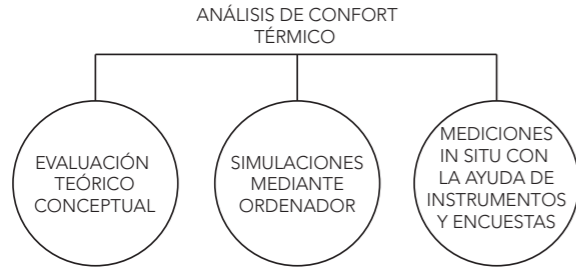 ANÁLISIS DE CONFORT
TÉRMICO
EVALUACIÓN
TEÓRICO
CONCEPTUAL
SIMULACIONES
MEDIANTE
ORDENADOR
MEDICIONES
IN SITU CON
LA AYUDA DE
INSTRUMENTOS
Y ENCUESTAS